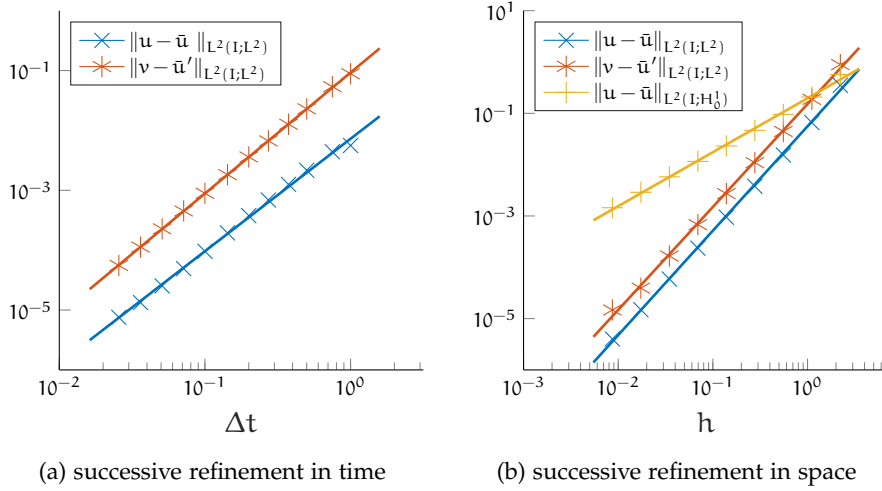 10⁻¹
10⁻³
10⁻⁵
10⁻² 10⁻¹ 10⁰
Δt
‖u − ū ‖_{L²(I;L²)}
‖v − ū′‖_{L²(I;L²)}
(a) successive refinement in time
10¹
10⁻¹
10⁻³
10⁻⁵
10⁻³ 10⁻² 10⁻¹ 10⁰
h
‖u − ū‖_{L²(I;L²)}
‖v − ū′‖_{L²(I;L²)}
‖u − ū‖_{L²(I;H¹₀)}
(b) successive refinement in space